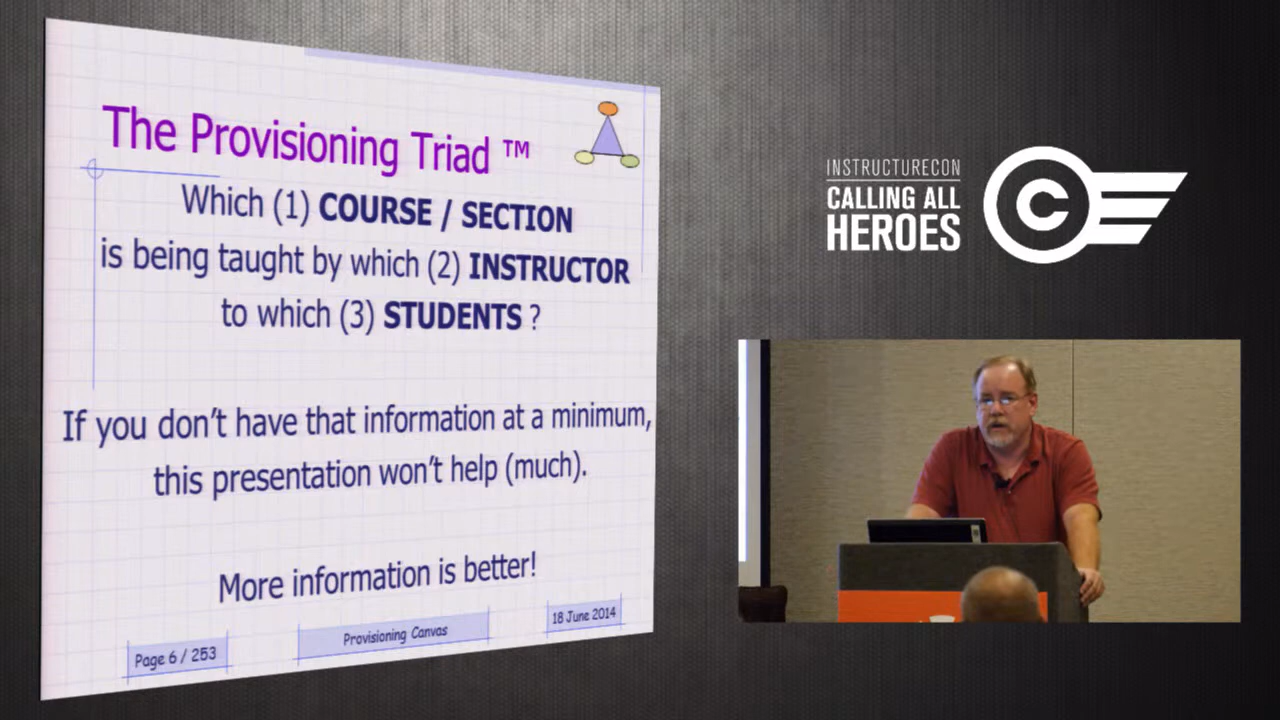 The Provisioning Triad ™
Which (1) COURSE / SECTION
is being taught by which (2) INSTRUCTOR
to which (3) STUDENTS ?
If you don't have that information at a minimum,
this presentation won't help (much).
More information is better!
Page 6 / 253
Provisioning Canvas
18 June 2014
INSTRUCTURECON
CALLING ALL
HEROES
C